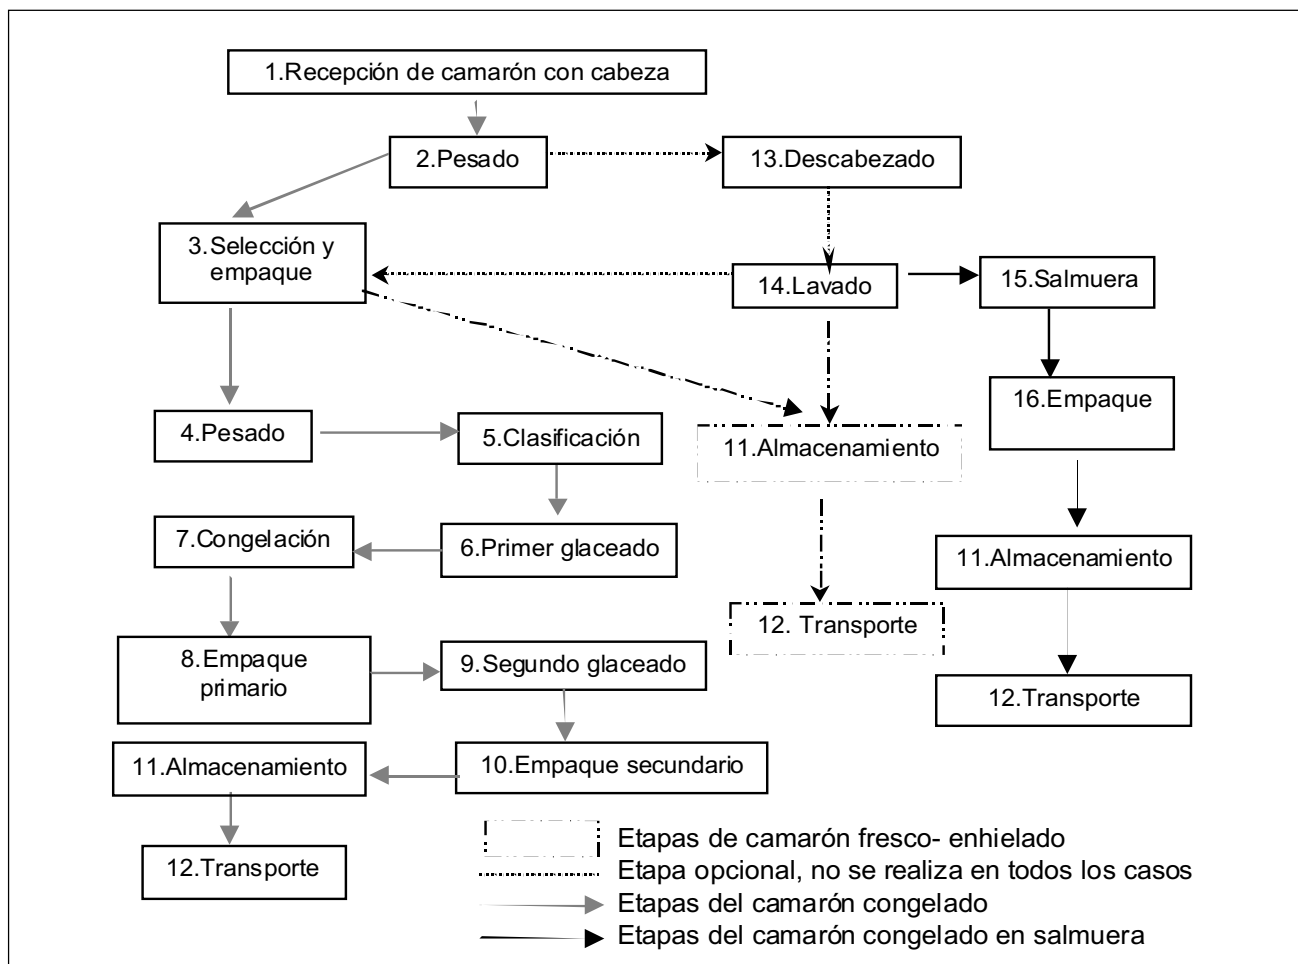 1.Recepción de camarón con cabeza
2.Pesado
13.Descabezado
3.Selección y
empaque
14.Lavado
15.Salmuera
16.Empaque
4.Pesado
5.Clasificación
11.Almacenamiento
7.Congelación
6.Primer glaceado
11.Almacenamiento
12. Transporte
8.Empaque
primario
9.Segundo glaceado
12.Transporte
11.Almacenamiento
10.Empaque secundario
12.Transporte
Etapas de camarón fresco- enhielado
Etapa opcional, no se realiza en todos los casos
Etapas del camarón congelado
Etapas del camarón congelado en salmuera